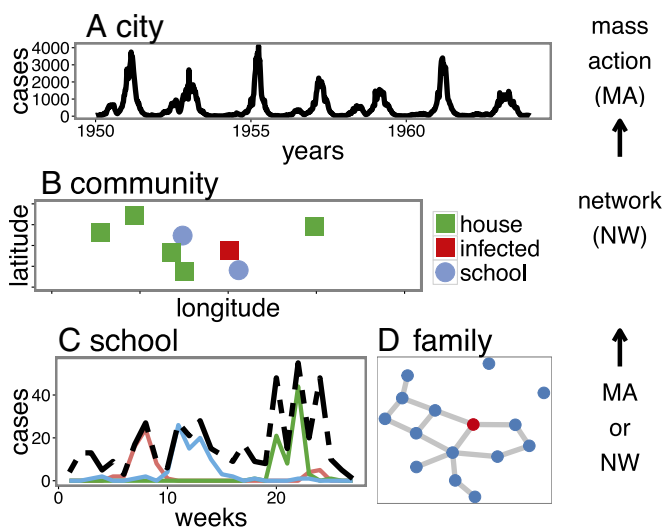 A city
cases
4000
3000
2000
1000
0
1950
1955
1960
years
mass
action
(MA)
B community
latitude
longitude
house
infected
school
network
(NW)
C school
cases
40
20
0
0
10
20
weeks
D family
MA
or
NW